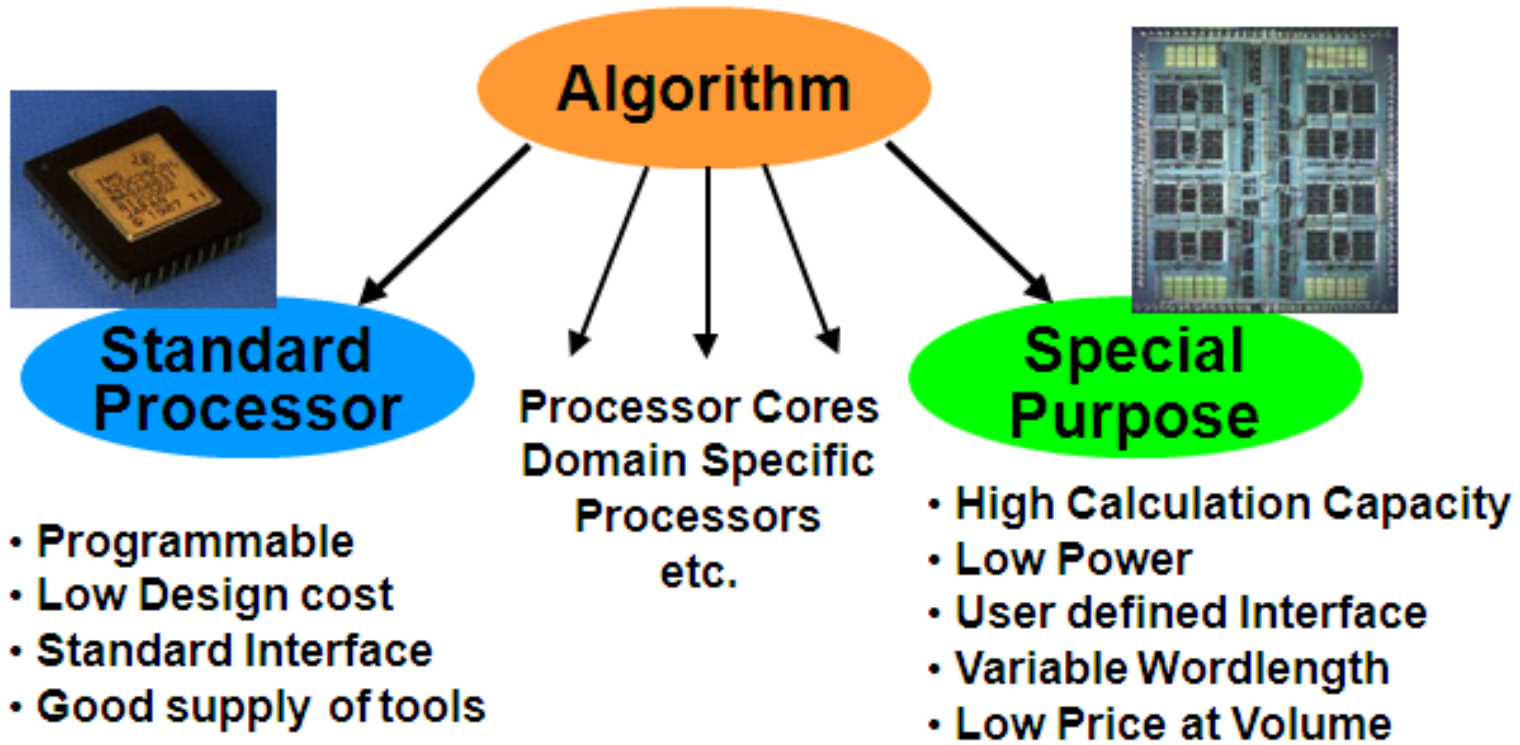 Algorithm
Standard
Processor
Processor Cores
Domain Specific
Processors
etc.
Special
Purpose
• Programmable
• Low Design cost
• Standard Interface
• Good supply of tools
• High Calculation Capacity
• Low Power
• User defined Interface
• Variable Wordlength
• Low Price at Volume